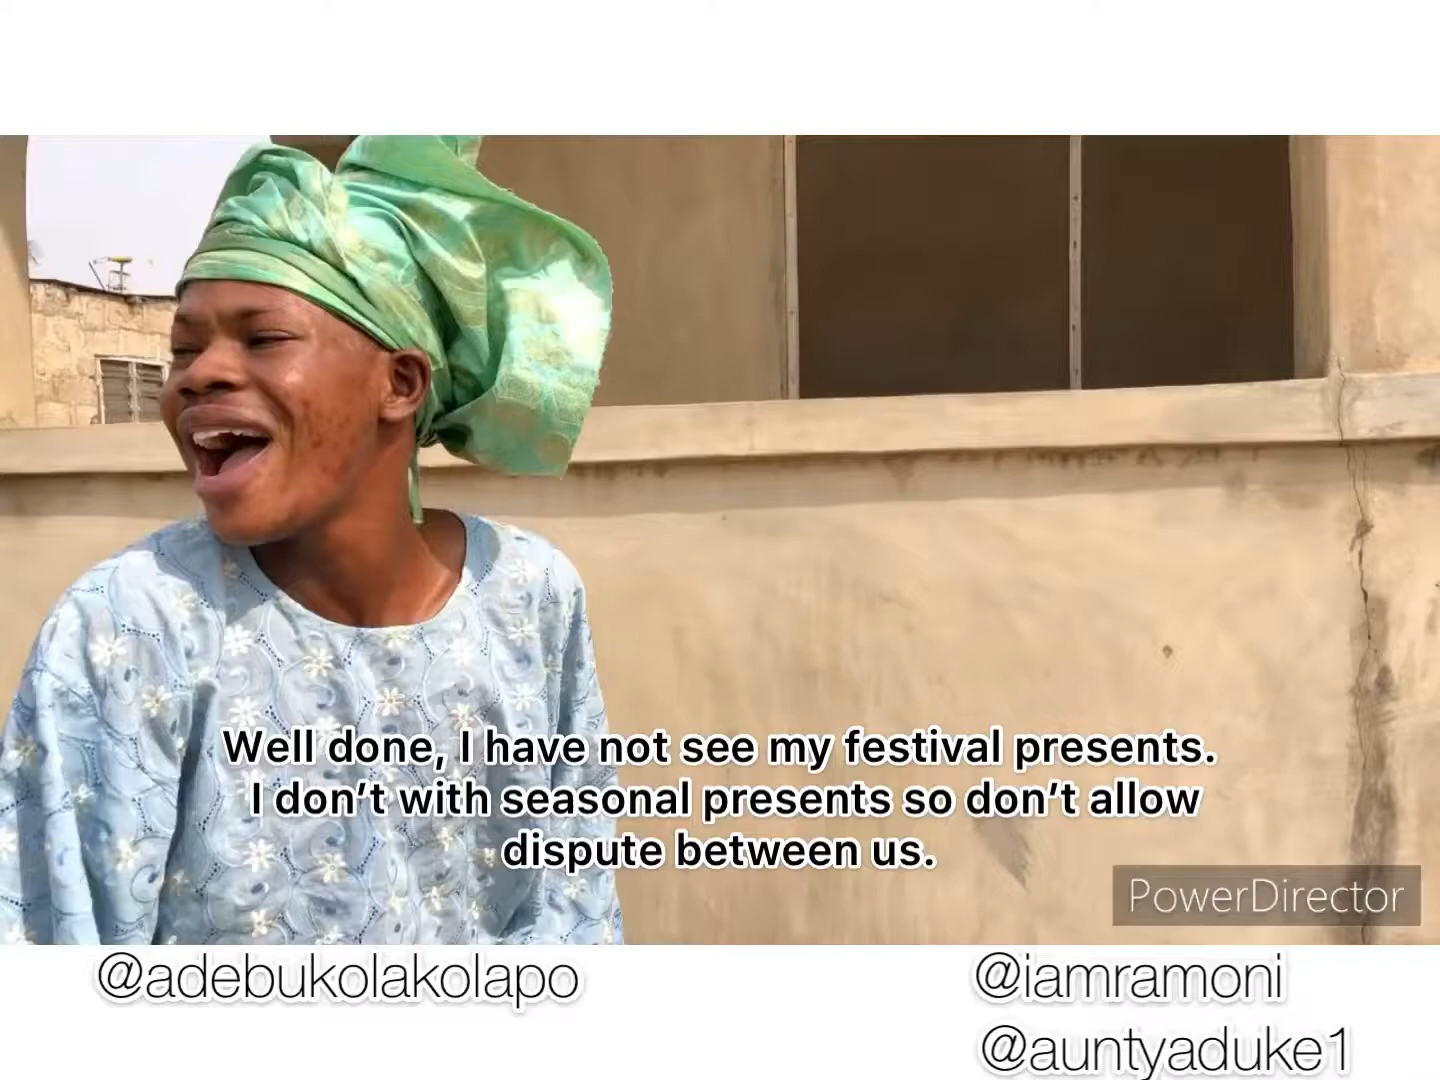 Well done, I have not see my festival presents.
I don’t with seasonal presents so don’t allow
dispute between us.
PowerDirector
@adebukolakolapo
@iamramoni
@auntyaduke1